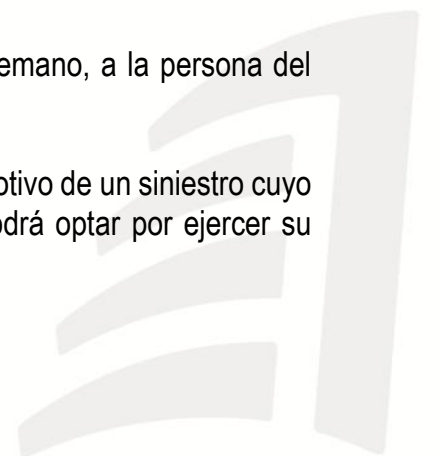 emano, a la persona del
otivo de un siniestro cuyo
odrá optar por ejercer su